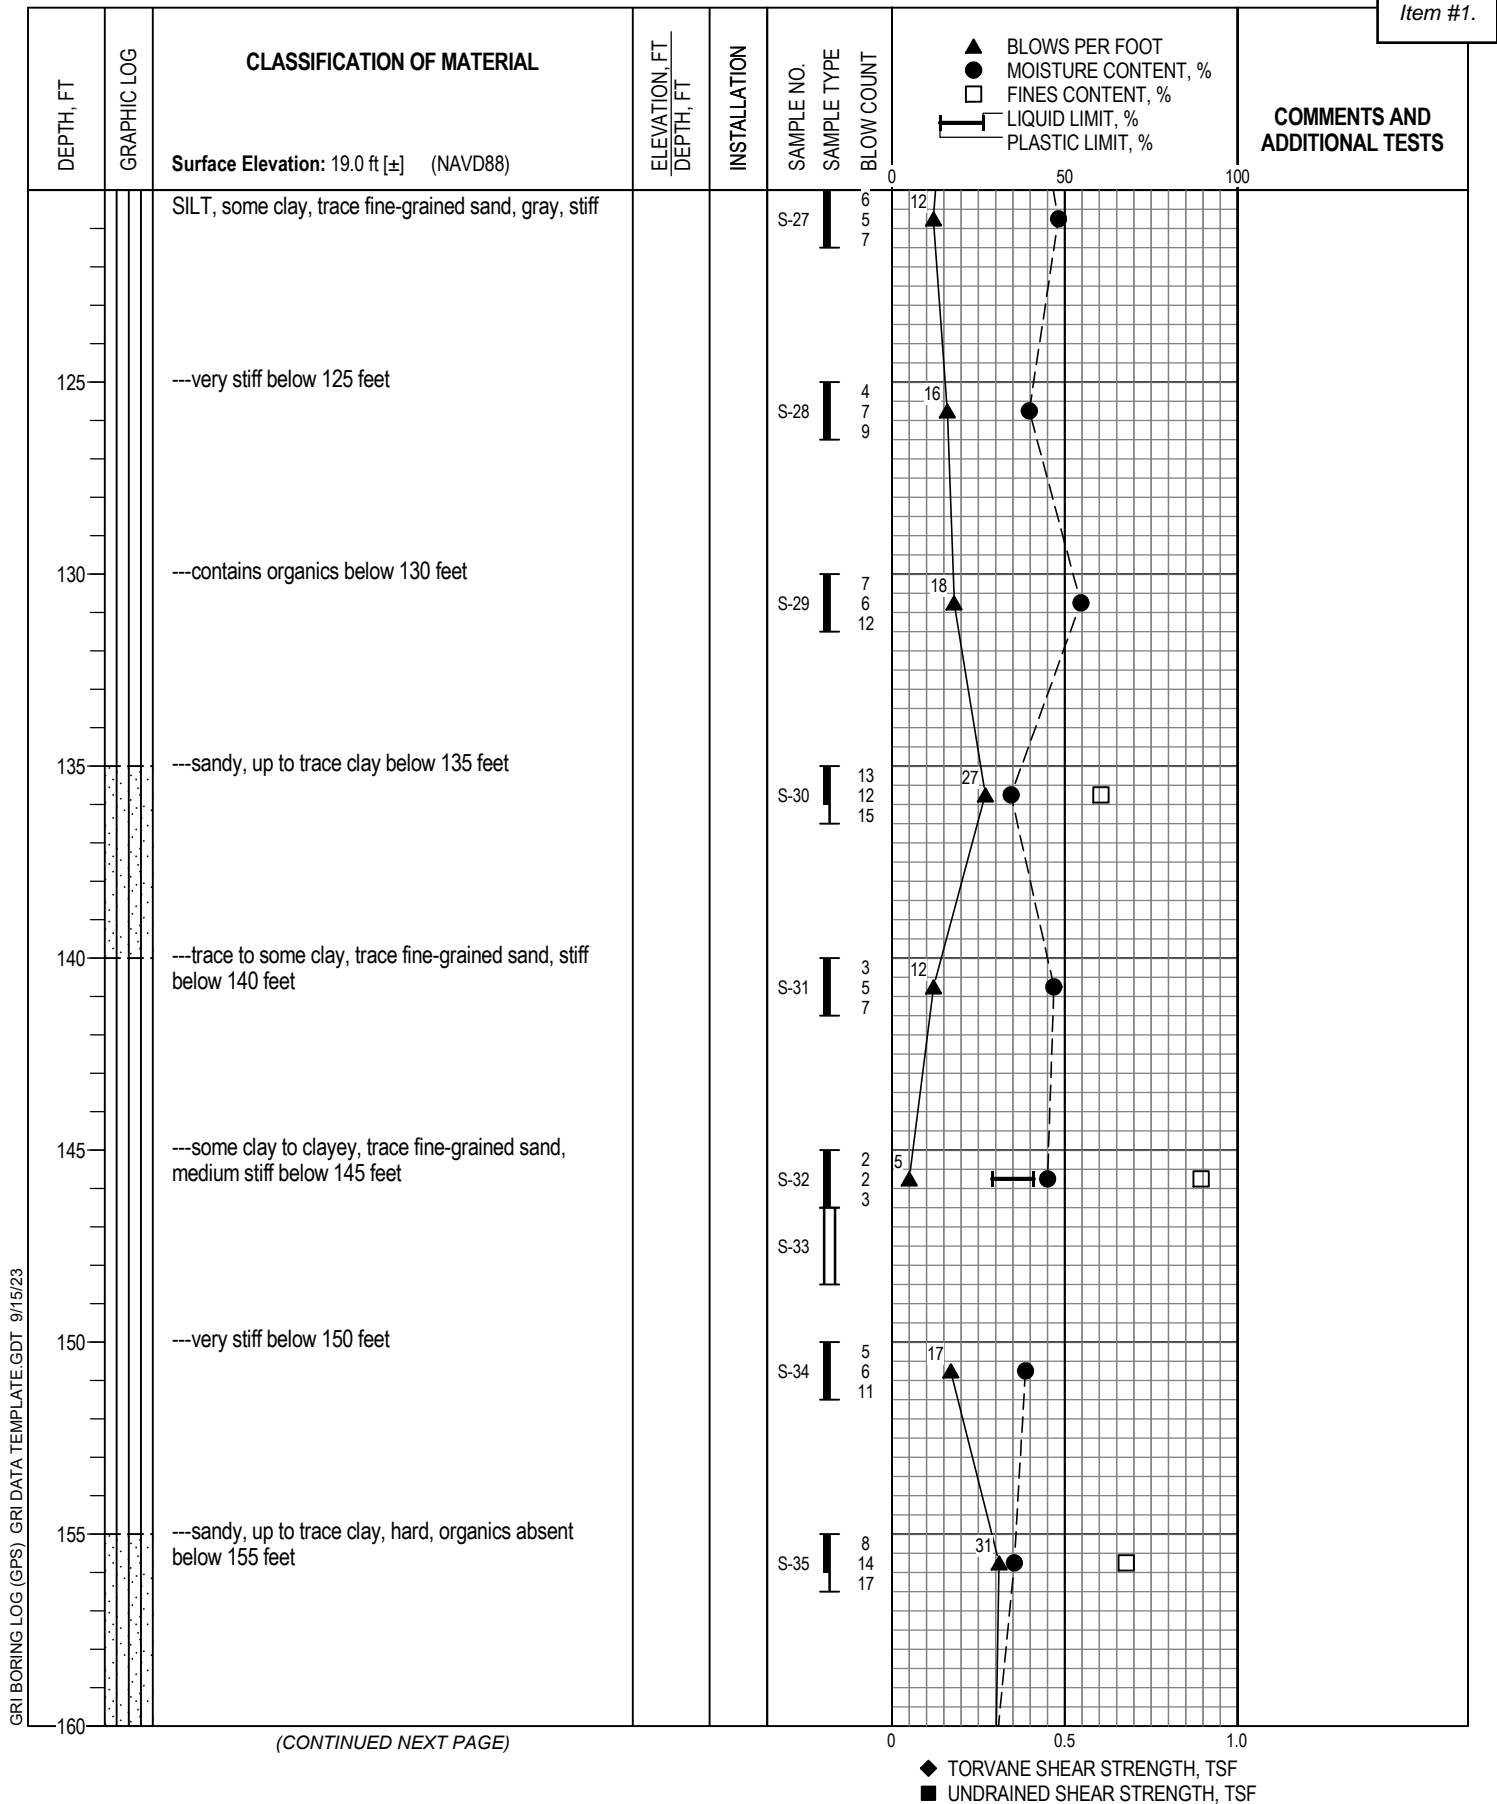 Item #1.
DEPTH, FT
GRAPHIC LOG
CLASSIFICATION OF MATERIAL
Surface Elevation: 19.0 ft [±] (NAVD88)
ELEVATION, FT
DEPTH, FT
INSTALLATION
SAMPLE NO.
SAMPLE TYPE
BLOW COUNT
BLOWS PER FOOT
MOISTURE CONTENT, %
FINES CONTENT, %
LIQUID LIMIT, %
PLASTIC LIMIT, %
0 50 100
COMMENTS AND
ADDITIONAL TESTS
SILT, some clay, trace fine-grained sand, gray, stiff
S-27
6
5
7
12
125
---very stiff below 125 feet
S-28
4
7
9
16
130
---contains organics below 130 feet
S-29
7
6
12
18
135
---sandy, up to trace clay below 135 feet
S-30
13
12
15
27
140
---trace to some clay, trace fine-grained sand, stiff
below 140 feet
S-31
3
5
7
12
145
---some clay to clayey, trace fine-grained sand,
medium stiff below 145 feet
S-32
2
2
3
5
S-33
150
---very stiff below 150 feet
S-34
5
6
11
17
155
---sandy, up to trace clay, hard, organics absent
below 155 feet
S-35
8
14
17
31
160
(CONTINUED NEXT PAGE)
0 0.5 1.0
TORVANE SHEAR STRENGTH, TSF
UNDRAINED SHEAR STRENGTH, TSF
GRI BORING LOG (GPS) GRI DATA TEMPLATE.GDT 9/15/23